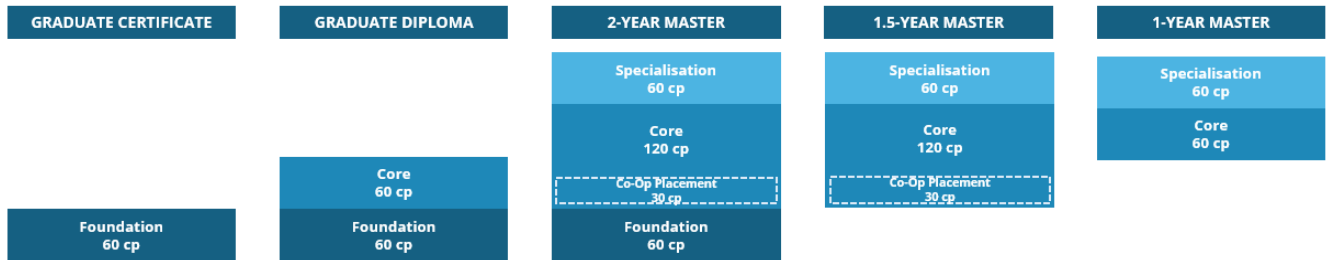 GRADUATE CERTIFICATE
Foundation
60 cp
GRADUATE DIPLOMA
Core
60 cp
Foundation
60 cp
2-YEAR MASTER
Specialisation
60 cp
Core
120 cp
Co-Op Placement
30 cp
Foundation
60 cp
1.5-YEAR MASTER
Specialisation
60 cp
Core
120 cp
Co-Op Placement
30 cp
1-YEAR MASTER
Specialisation
60 cp
Core
60 cp